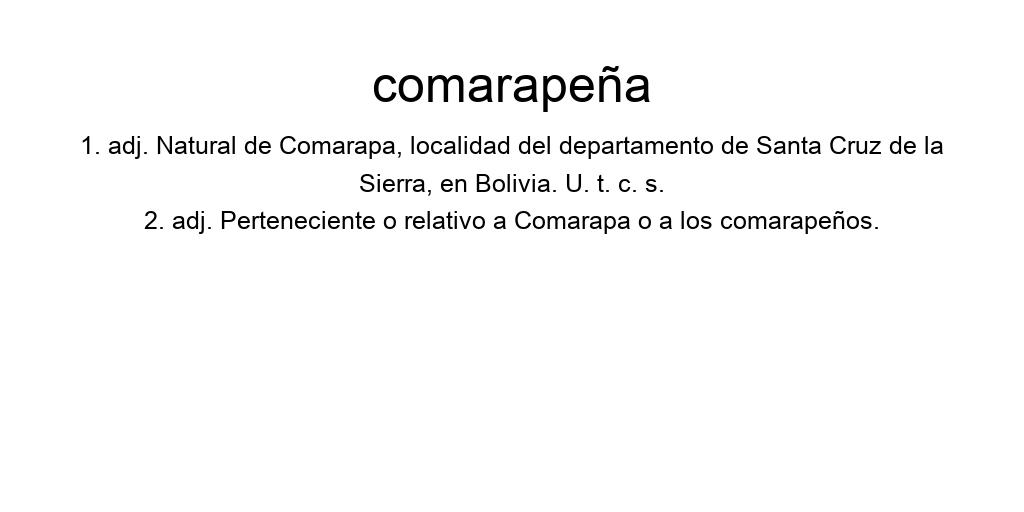 comarapeña
1. adj. Natural de Comarapa, localidad del departamento de Santa Cruz de la
Sierra, en Bolivia. U. t. c. s.
2. adj. Perteneciente o relativo a Comarapa o a los comarapeños.